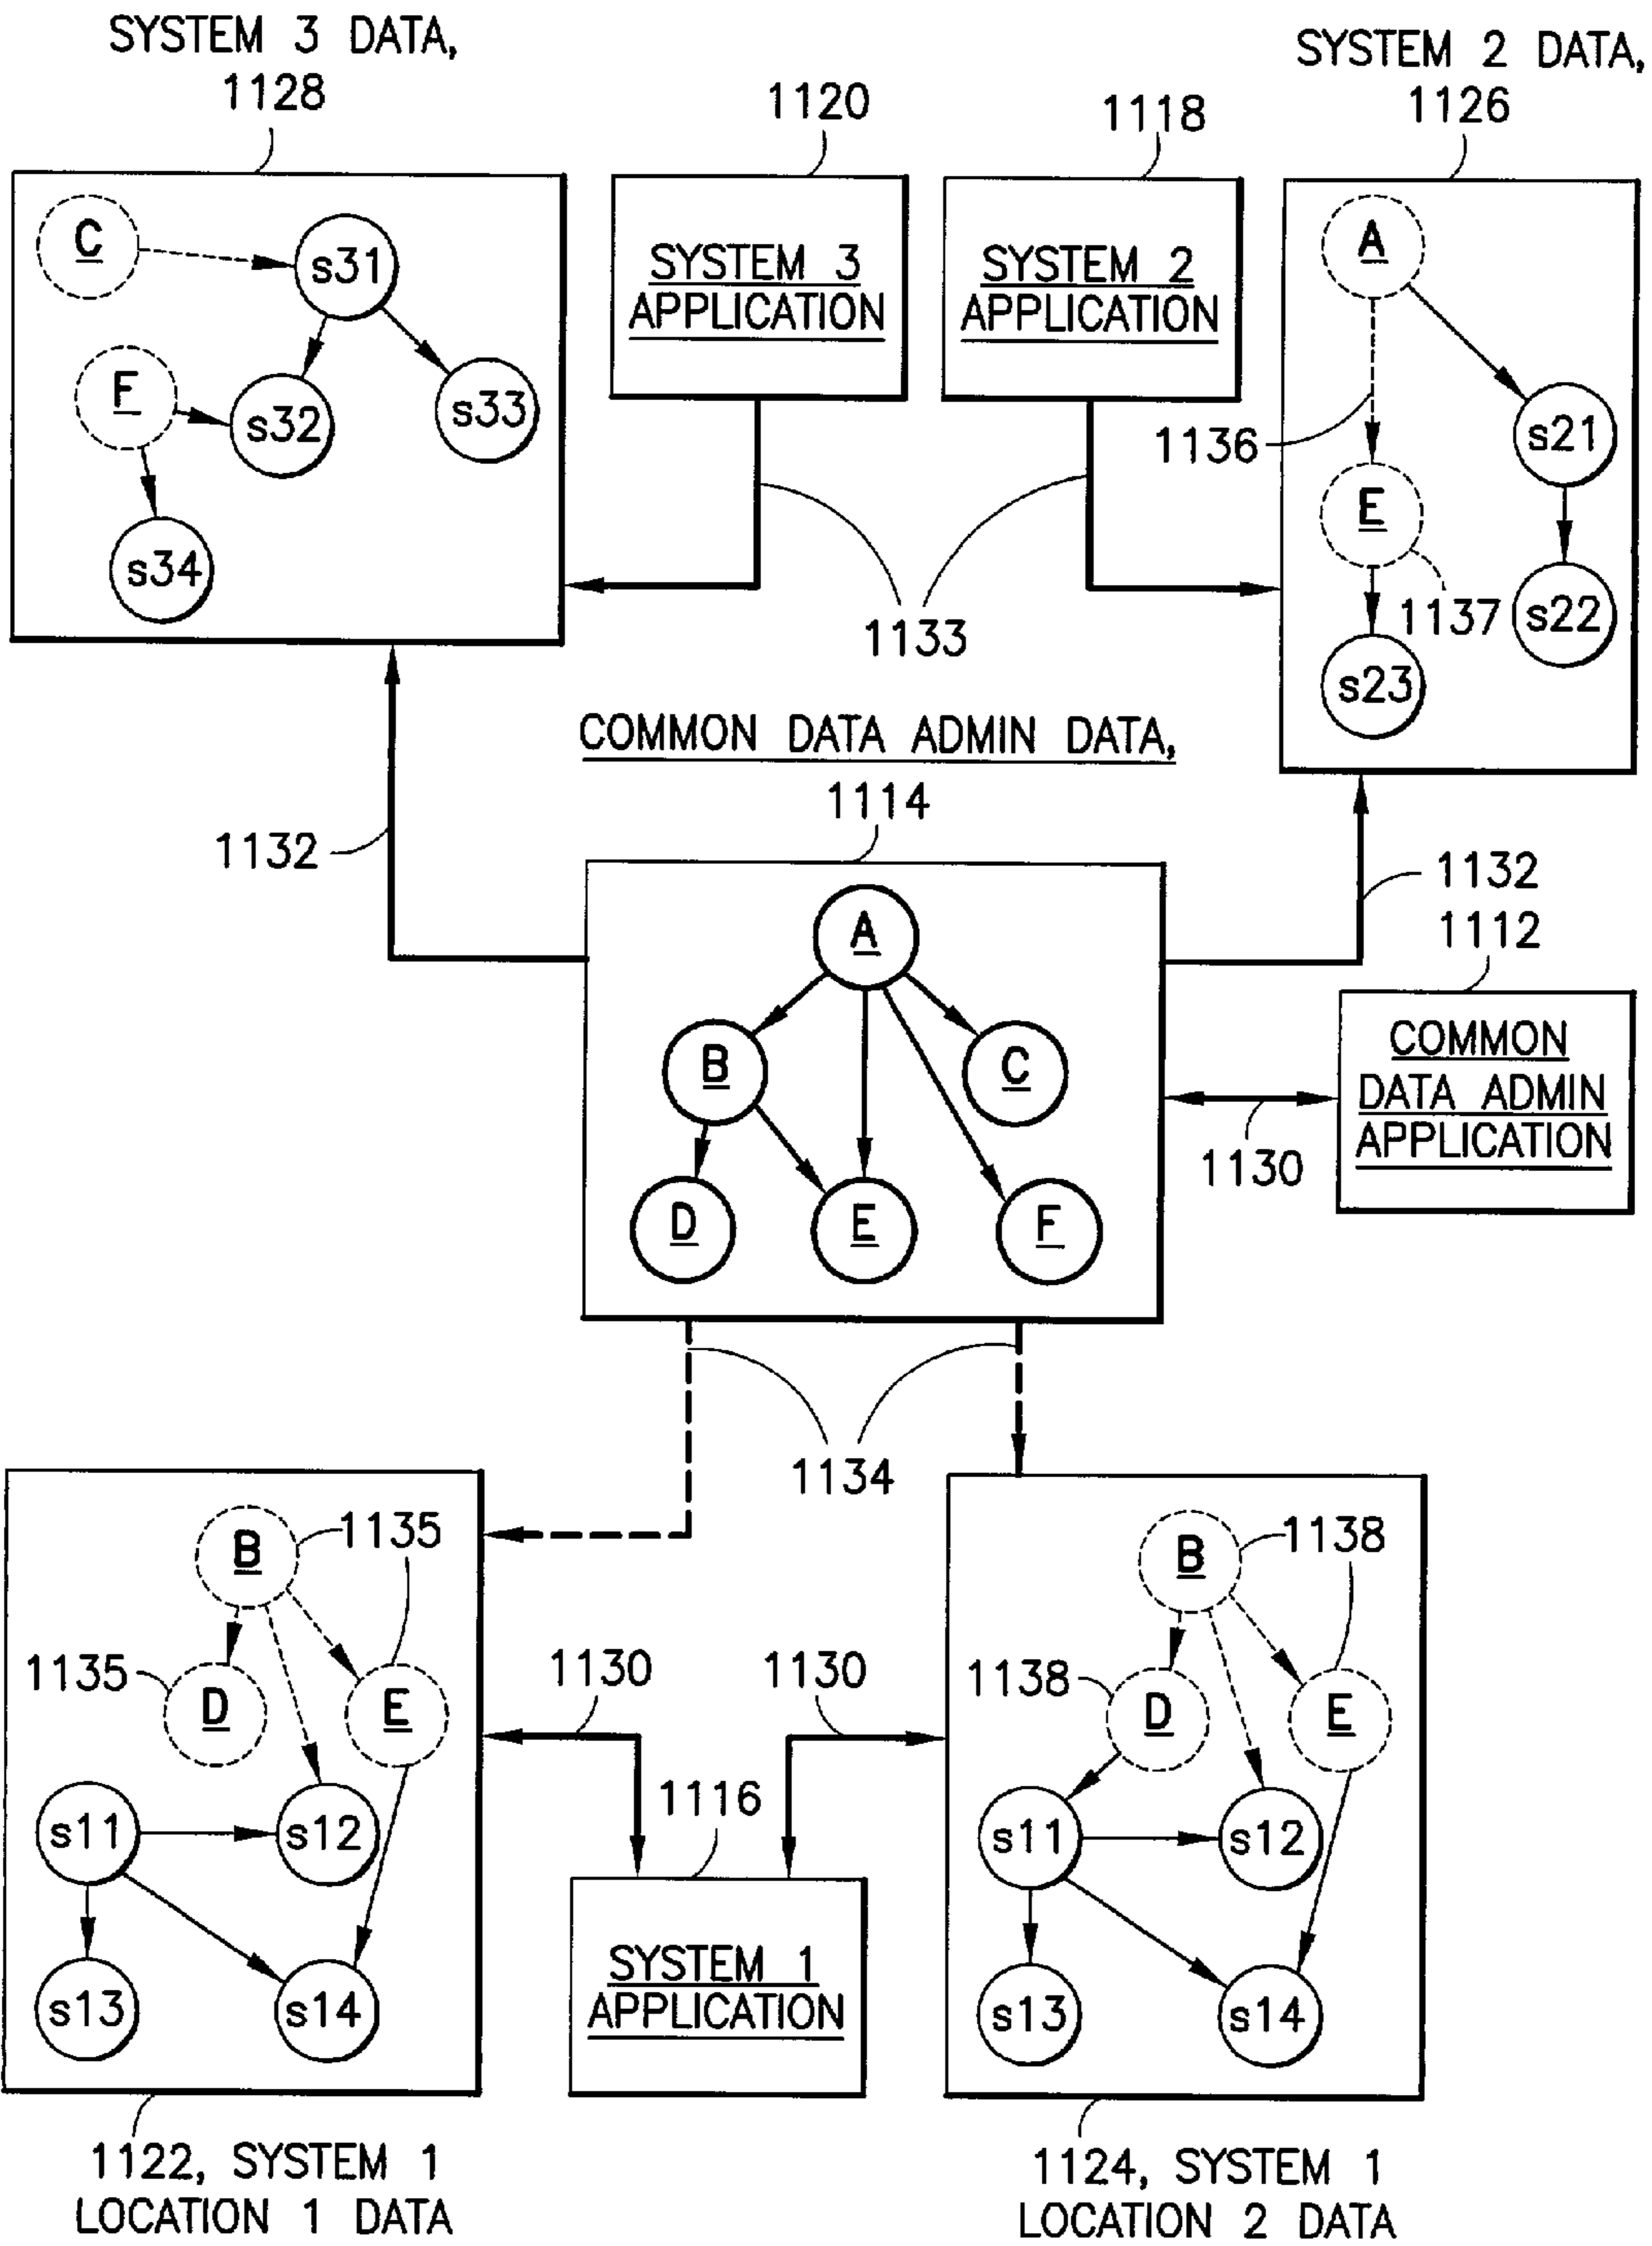 SYSTEM 3 DATA,
1128
1120
1118
SYSTEM 2 DATA,
1126
C
s31
F
s32
s33
s34
SYSTEM 3
APPLICATION
SYSTEM 2
APPLICATION
A
1136
s21
E
1137
s22
s23
1133
COMMON DATA ADMIN DATA,
1114
1132
1132
1112
A
B
C
D
E
F
COMMON
DATA ADMIN
APPLICATION
1130
1134
B
1135
1135
D
E
s11
s12
s13
s14
1130
1130
1116
SYSTEM 1
APPLICATION
B
1138
1138
D
E
s11
s12
s13
s14
1122, SYSTEM 1
LOCATION 1 DATA
1124, SYSTEM 1
LOCATION 2 DATA